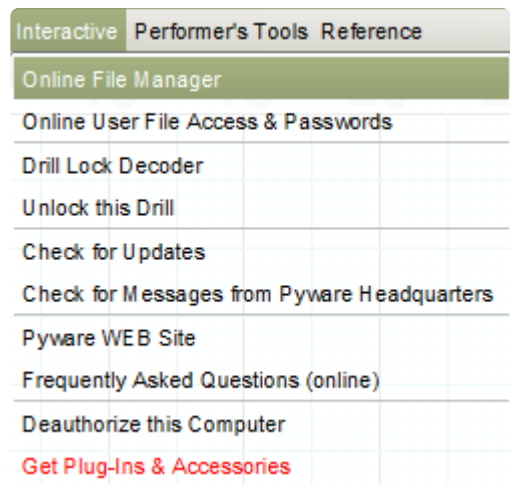 Interactive Performer's Tools Reference
Online File Manager
Online User File Access & Passwords
Drill Lock Decoder
Unlock this Drill
Check for Updates
Check for Messages from Pyware Headquarters
Pyware WEB Site
Frequently Asked Questions (online)
Deauthorize this Computer
Get Plug-Ins & Accessories